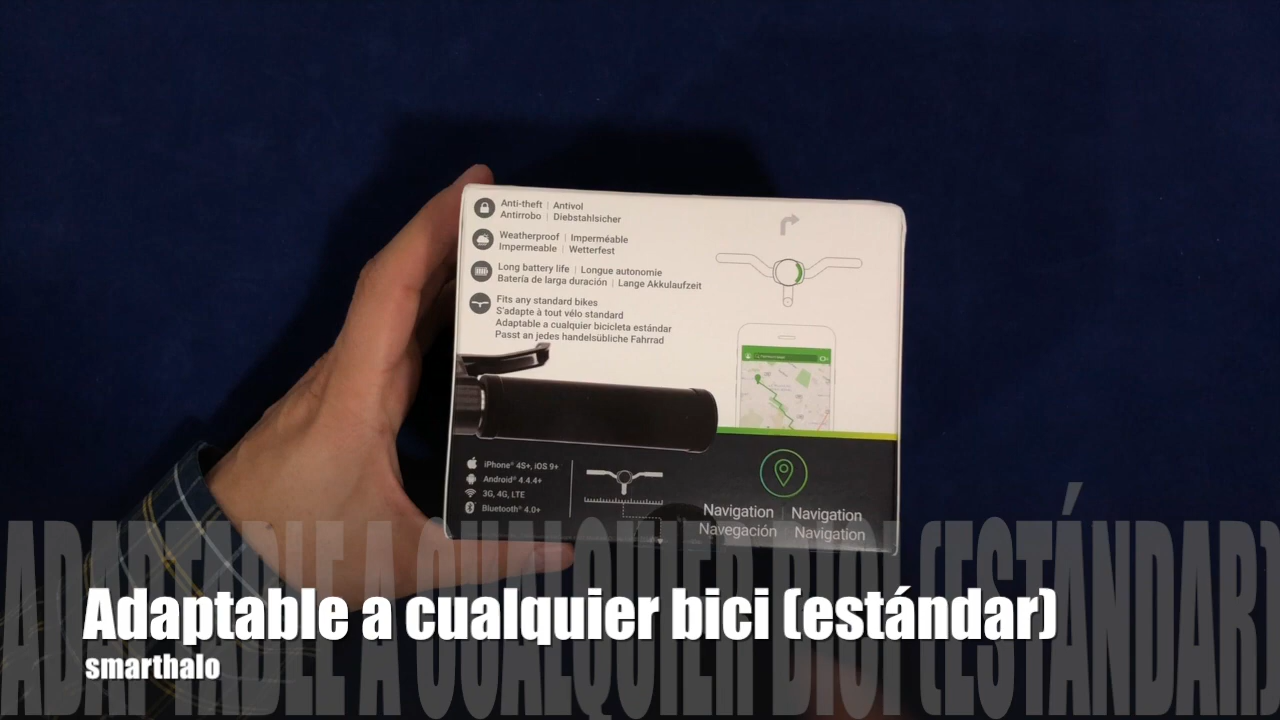 Anti-theft | Antivol
Antirrobo | Diebstahlsicher
Weatherproof | Imperméable
Impermeable | Wetterfest
Long battery life | Longue autonomie
Batería de larga duración | Lange Akkulaufzeit
Fits any standard bikes
S'adapte à tout vélo standard
Adaptable a cualquier bicicleta estándar
Passt an jedes handelsübliche Fahrrad
iPhone® 4S+, iOS 9+
Android® 4.4.4+
3G, 4G, LTE
Bluetooth® 4.0+
Navigation | Navigation
Navegación | Navigation
ADAPTABLE A CUALQUIER BICI (ESTÁNDAR)
Adaptable a cualquier bici (estándar)
smarthalo